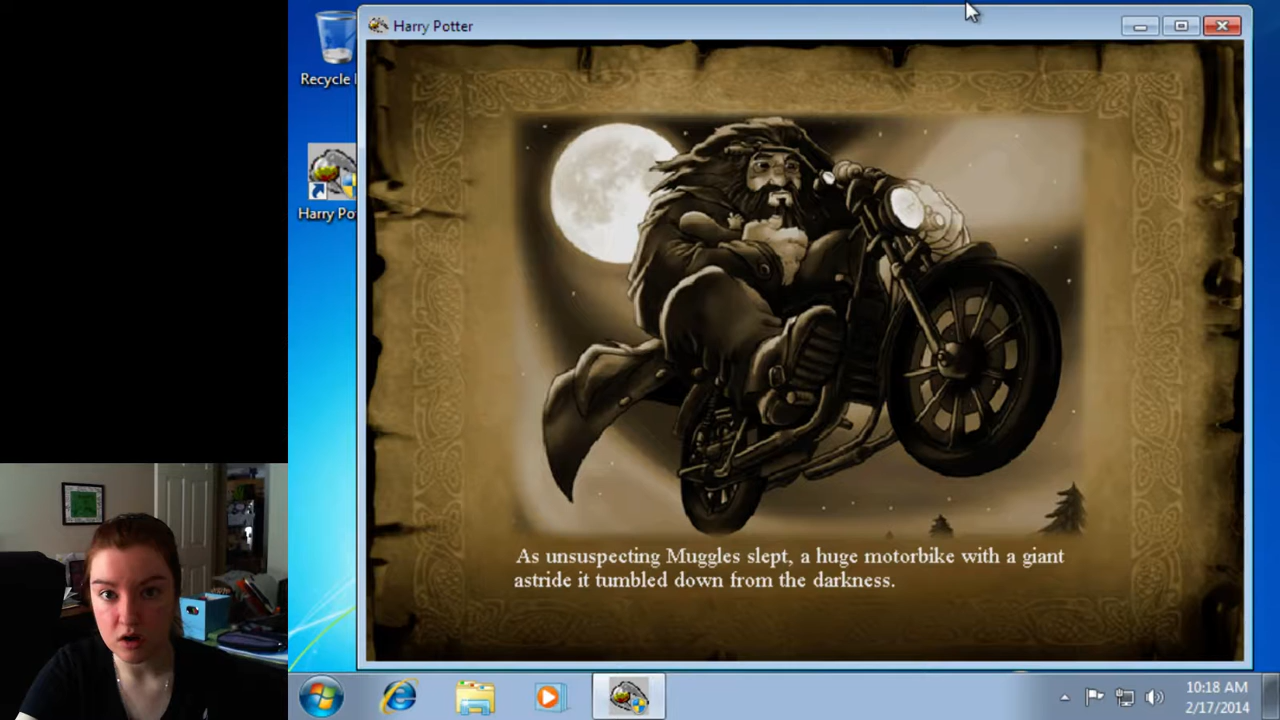 Harry Potter
Recycle
Harry Po
As unsuspecting Muggles slept, a huge motorbike with a giant
astride it tumbled down from the darkness.
10:18 AM
2/17/2014